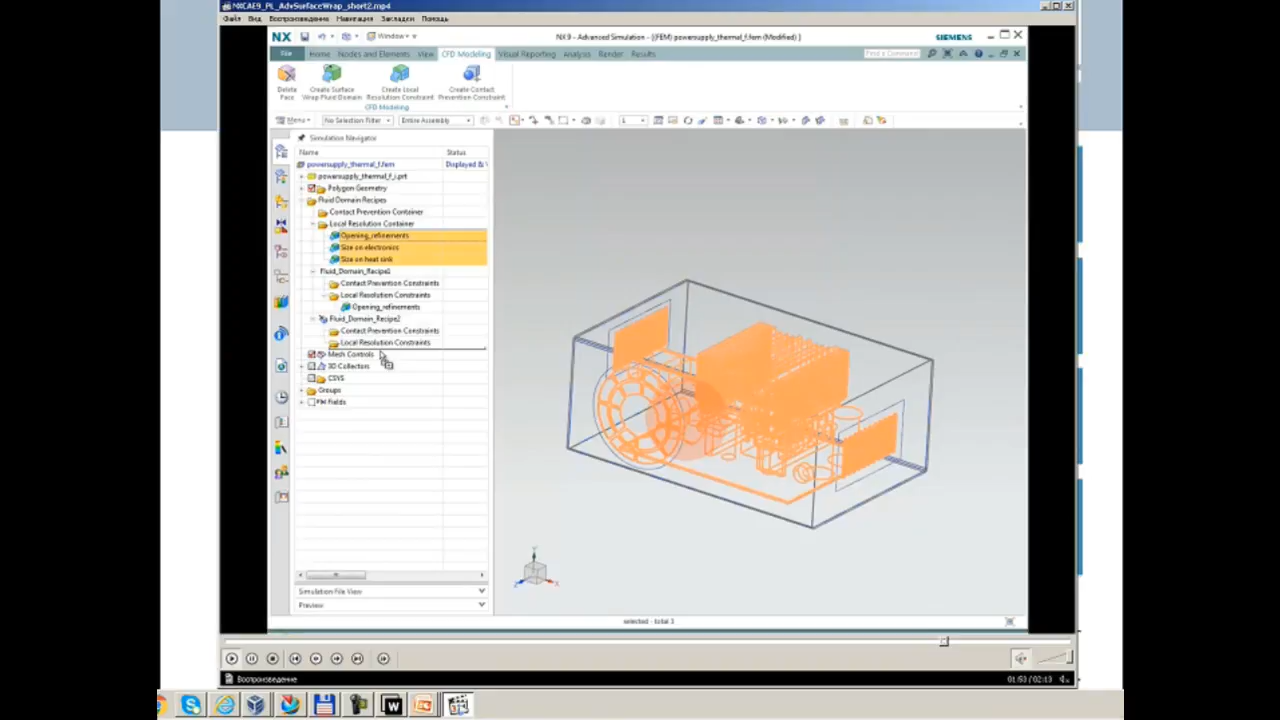 NXCAE9_PL_AdvSurfaceWrap_short2.mp4
Файл Вид Воспроизведение Навигация Закладки Помощь
NX Window NX 9 - Advanced Simulation - [(FEM) powersupply_thermal_f.fem (Modified) ] SIEMENS
File Home Nodes and Elements View CFD Modeling Visual Reporting Analysis Render Results Find a Command
Delete Face
Create Surface Wrap Fluid Domain
Create Local Resolution Constraint
Create Contact Prevention Constraint
CFD Modeling
Menu No Selection Filter Entire Assembly 1
Simulation Navigator
Name Status
powersupply_thermal_f.fem Displayed & \
powersupply_thermal_f_i.prt
Polygon Geometry
Fluid Domain Recipes
Contact Prevention Container
Local Resolution Container
Opening_refinements
Size on electronics
Size on heat sink
Fluid_Domain_Recipe1
Contact Prevention Constraints
Local Resolution Constraints
Opening_refinements
Fluid_Domain_Recipe2
Contact Prevention Constraints
Local Resolution Constraints
Mesh Controls
3D Collectors
CSYS
Groups
Fields
Simulation File View
Preview
selected - total 3
Воспроизведение 01:53 / 02:13